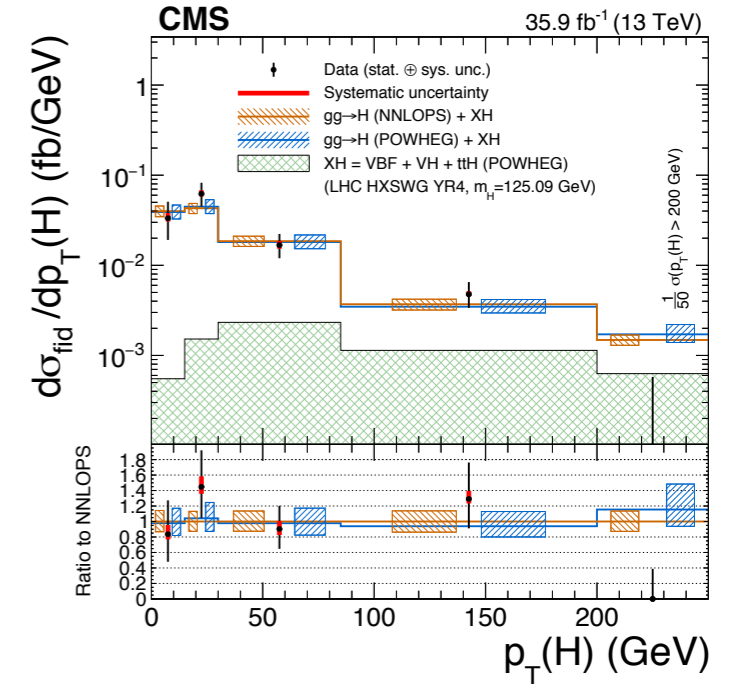 CMS 35.9 fb⁻¹ (13 TeV)
dσ_fid /dp_T(H) (fb/GeV)
1
10⁻¹
10⁻²
10⁻³
Data (stat. ⊕ sys. unc.)
Systematic uncertainty
gg→H (NNLOPS) + XH
gg→H (POWHEG) + XH
XH = VBF + VH + ttH (POWHEG)
(LHC HXSWG YR4, m_H=125.09 GeV)
1/50 σ(p_T(H) > 200 GeV)
Ratio to NNLOPS
1.8
1.6
1.4
1.2
1
0.8
0.6
0.4
0.2
0
0 50 100 150 200
p_T(H) (GeV)